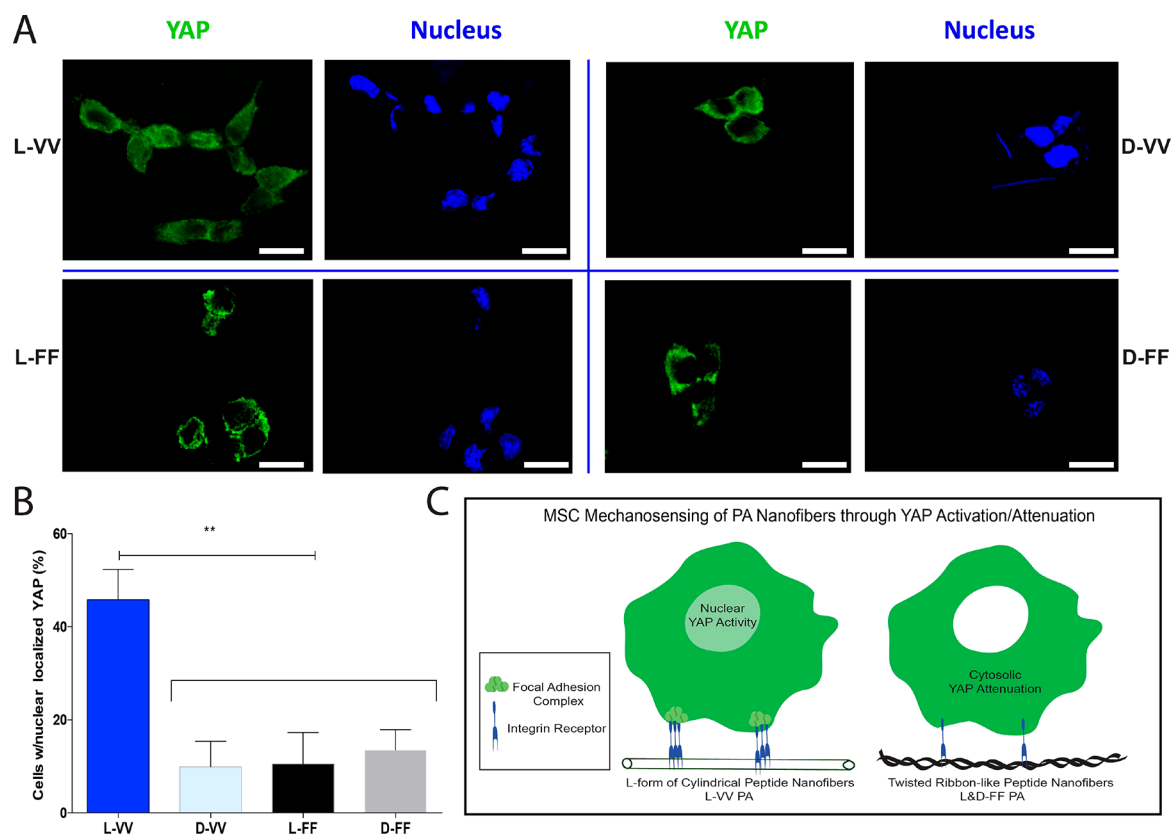 A
YAP
Nucleus
YAP
Nucleus
L-VV
D-VV
L-FF
D-FF
B
Cells w/nuclear localized YAP (%)
60
40
20
0
**
L-VV
D-VV
L-FF
D-FF
C
MSC Mechanosensing of PA Nanofibers through YAP Activation/Attenuation
Nuclear
YAP Activity
Cytosolic
YAP Attenuation
Focal Adhesion
Complex
Integrin Receptor
L-form of Cylindrical Peptide Nanofibers
L-VV PA
Twisted Ribbon-like Peptide Nanofibers
L&D-FF PA